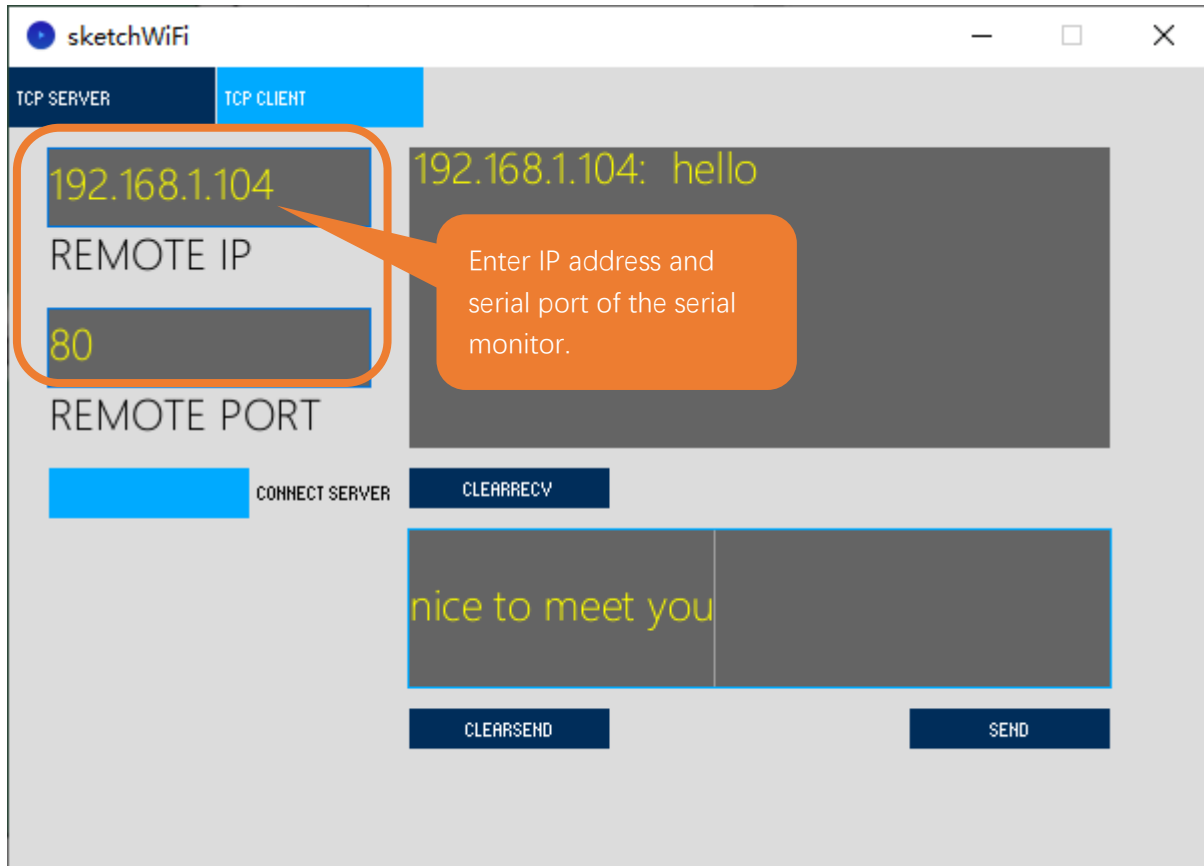 sketchWiFi
TCP SERVER
TCP CLIENT
192.168.1.104
REMOTE IP
80
REMOTE PORT
CONNECT SERVER
192.168.1.104:  hello
Enter IP address and
serial port of the serial
monitor.
CLEARRECV
nice to meet you
CLEARSEND
SEND